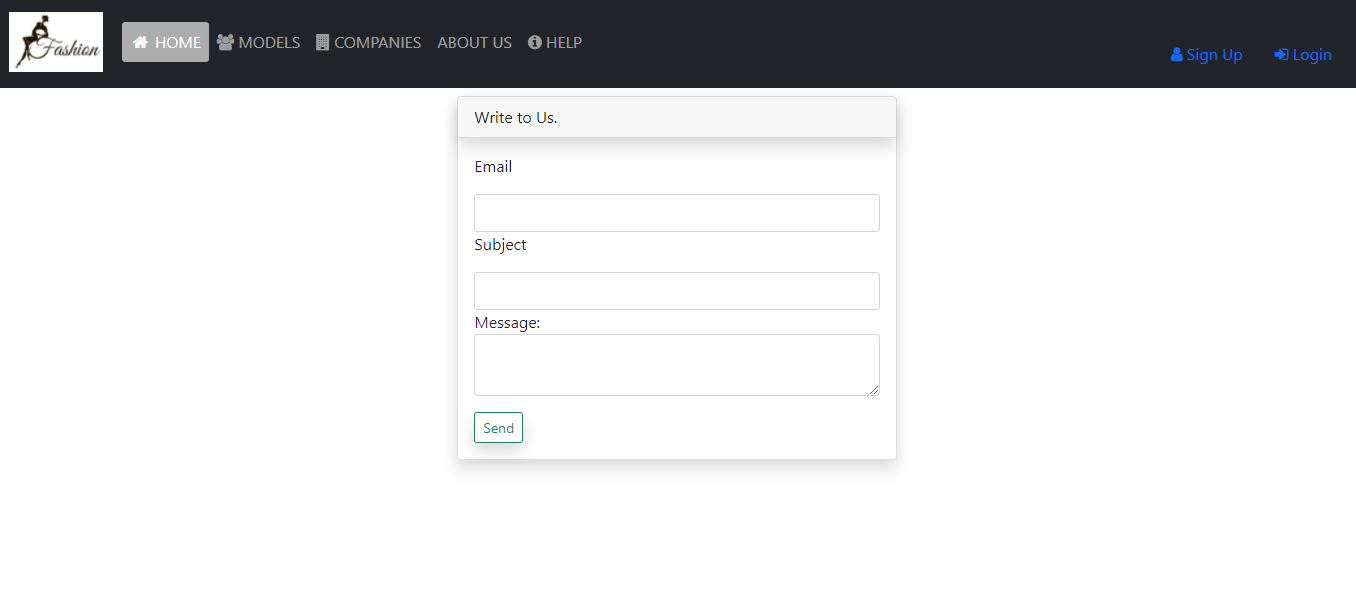 Fashion
HOME MODELS COMPANIES ABOUT US HELP
Sign Up Login
Write to Us.
Email
Subject
Message:
Send